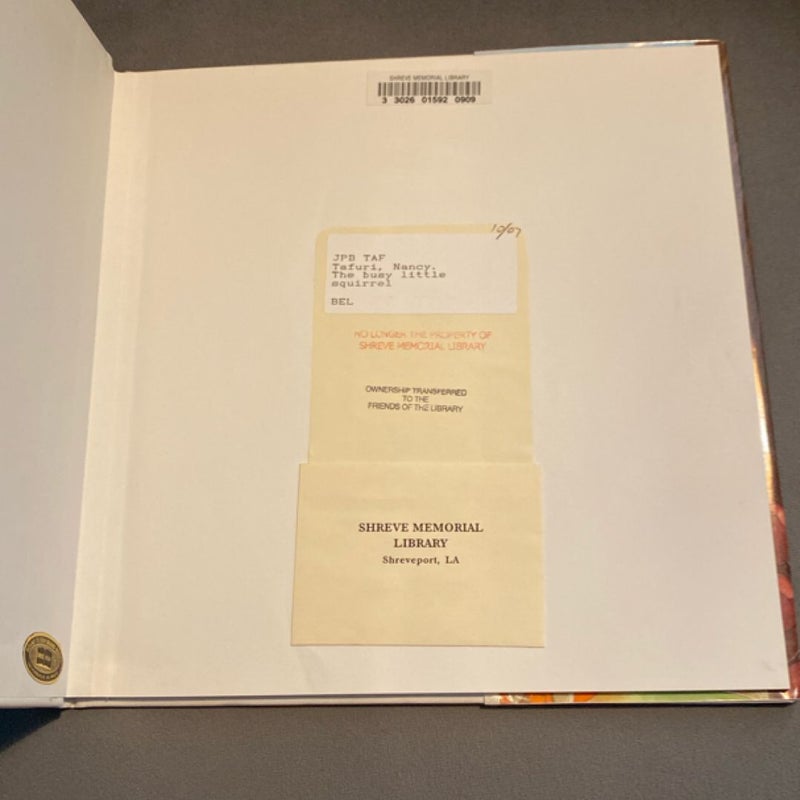 SHREVE MEMORIAL LIBRARY
3 3026 01592 0909
10/07
JPB TAF
Tafuri, Nancy.
The busy little
squirrel
BEL
NO LONGER THE PROPERTY OF
SHREVE MEMORIAL LIBRARY
OWNERSHIP TRANSFERRED
TO THE
FRIENDS OF THE LIBRARY
SHREVE MEMORIAL
LIBRARY
Shreveport, LA